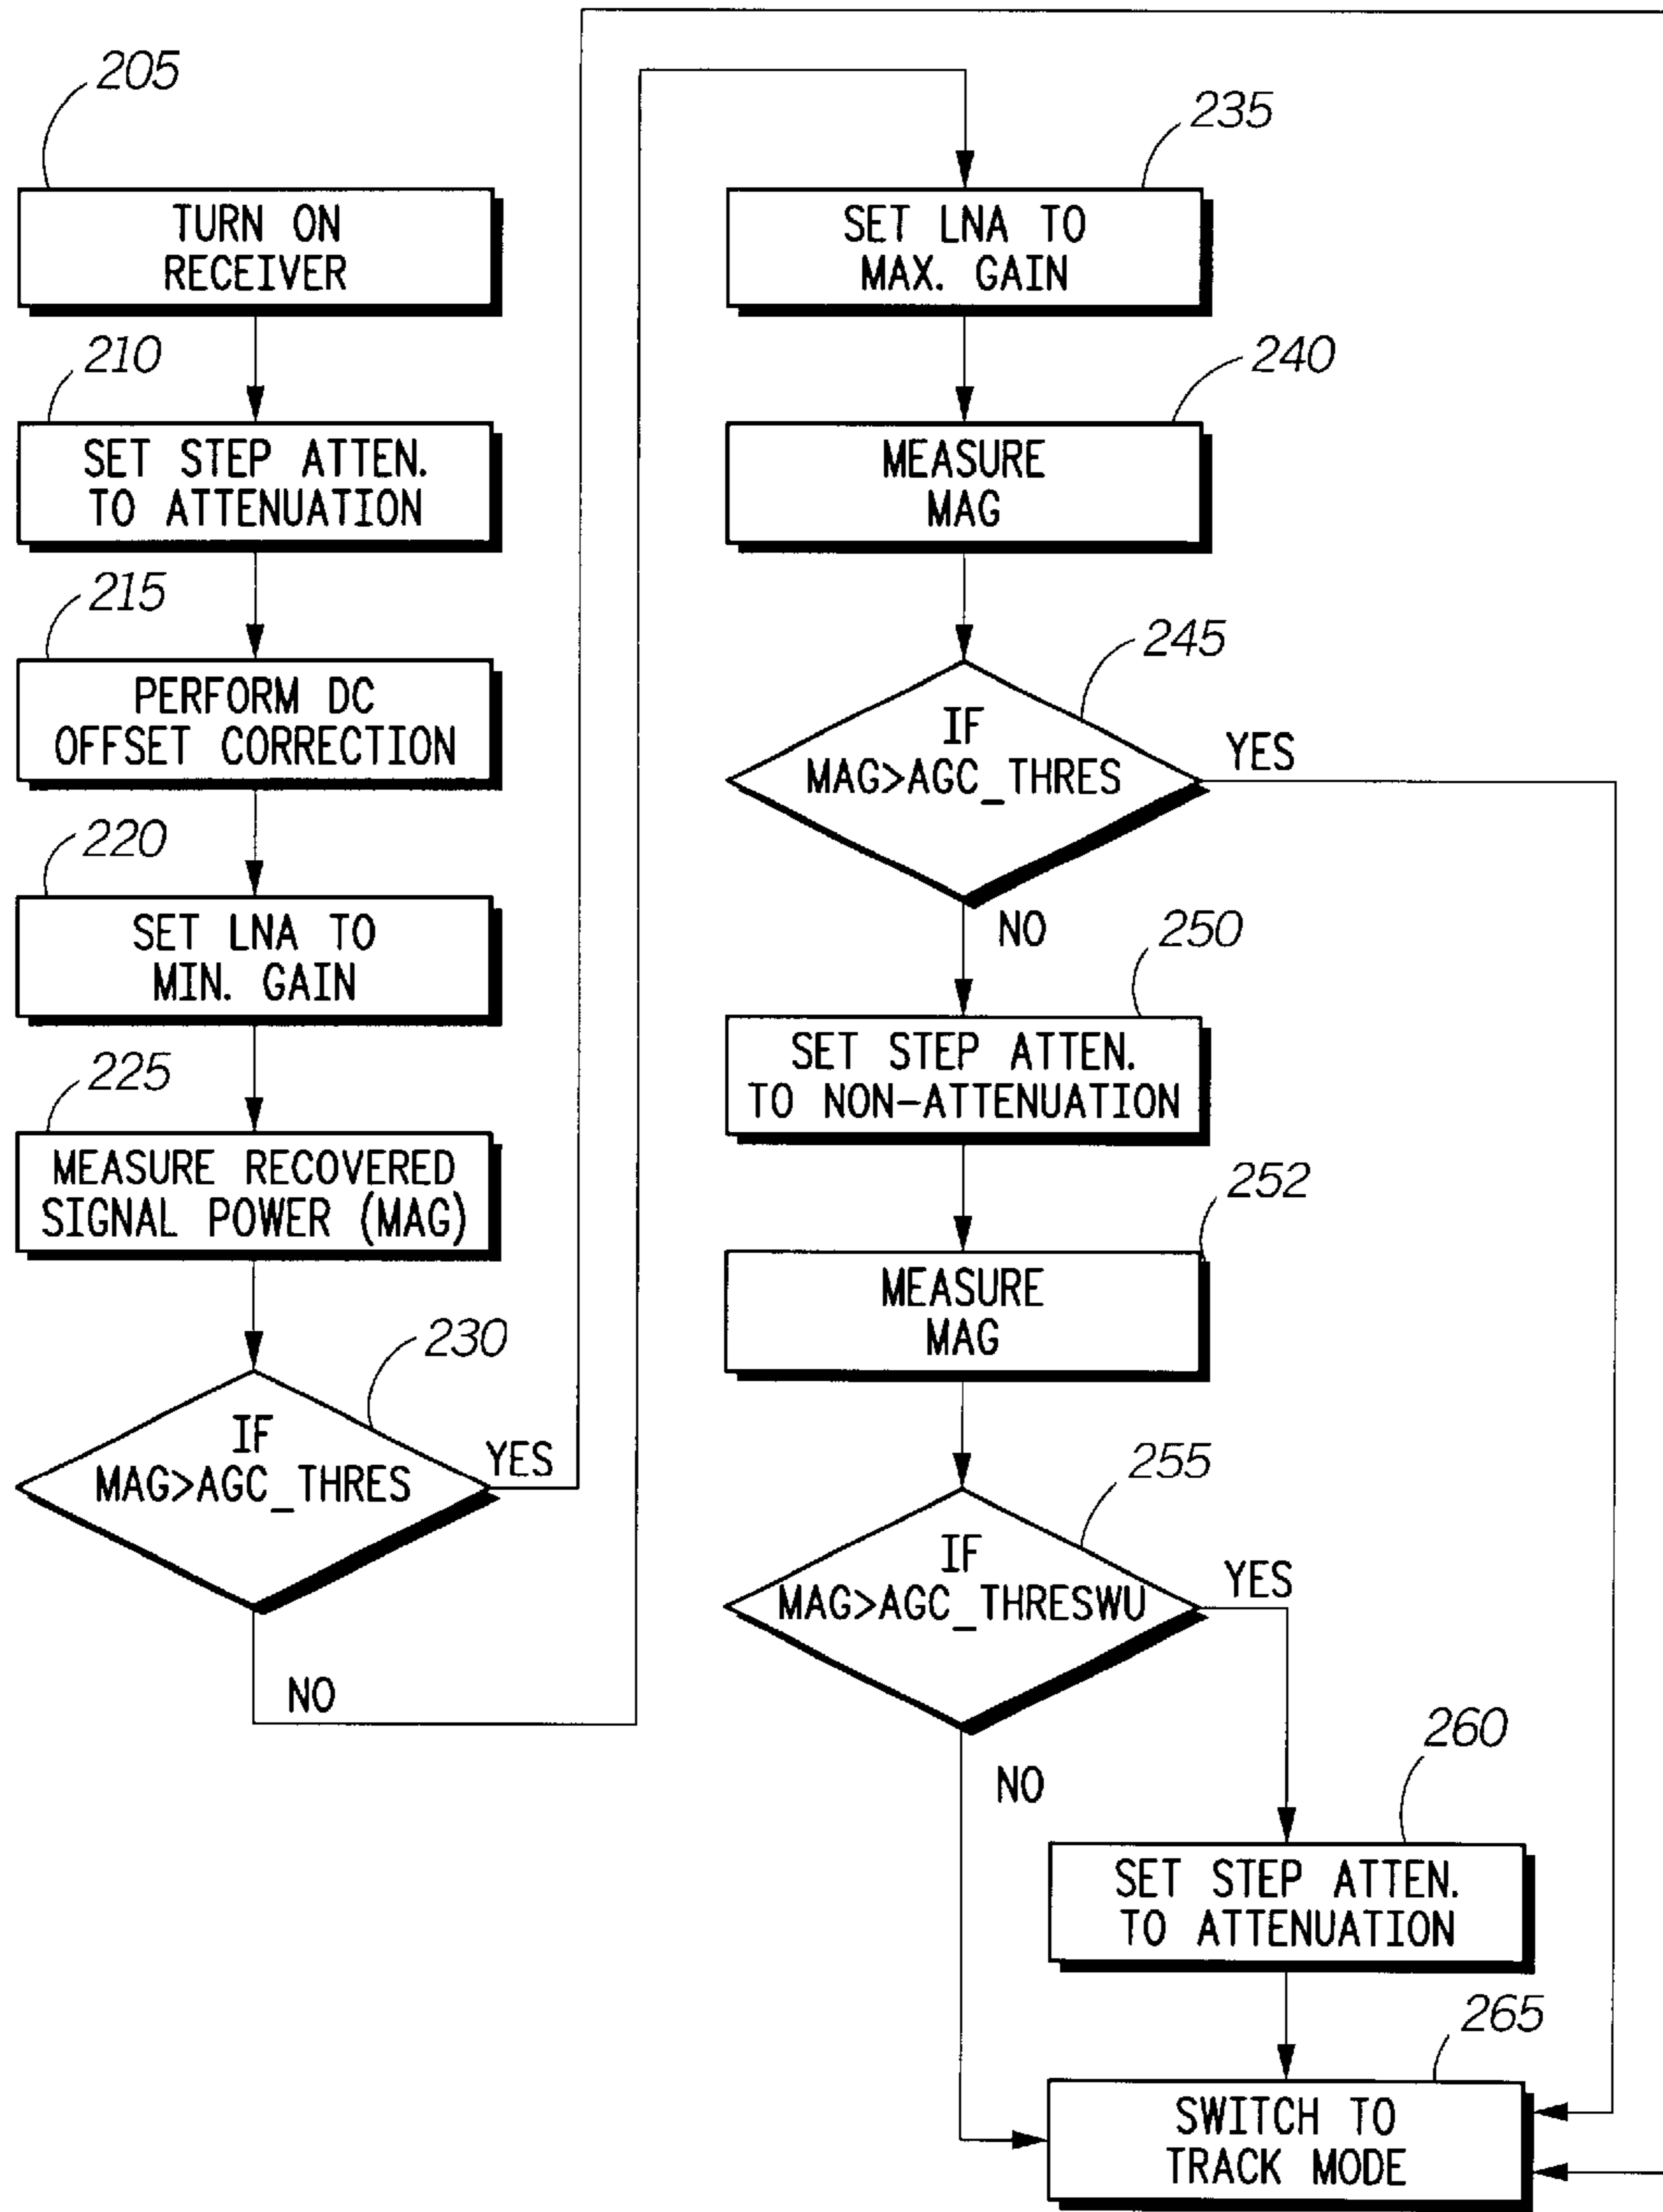 205
TURN ON
RECEIVER
210
SET STEP ATTEN.
TO ATTENUATION
215
PERFORM DC
OFFSET CORRECTION
220
SET LNA TO
MIN. GAIN
225
MEASURE RECOVERED
SIGNAL POWER (MAG)
230
IF
MAG>AGC_THRES
YES
NO
235
SET LNA TO
MAX. GAIN
240
MEASURE
MAG
245
IF
MAG>AGC_THRES
YES
NO
250
SET STEP ATTEN.
TO NON-ATTENUATION
252
MEASURE
MAG
255
IF
MAG>AGC_THRESWU
YES
NO
260
SET STEP ATTEN.
TO ATTENUATION
265
SWITCH TO
TRACK MODE